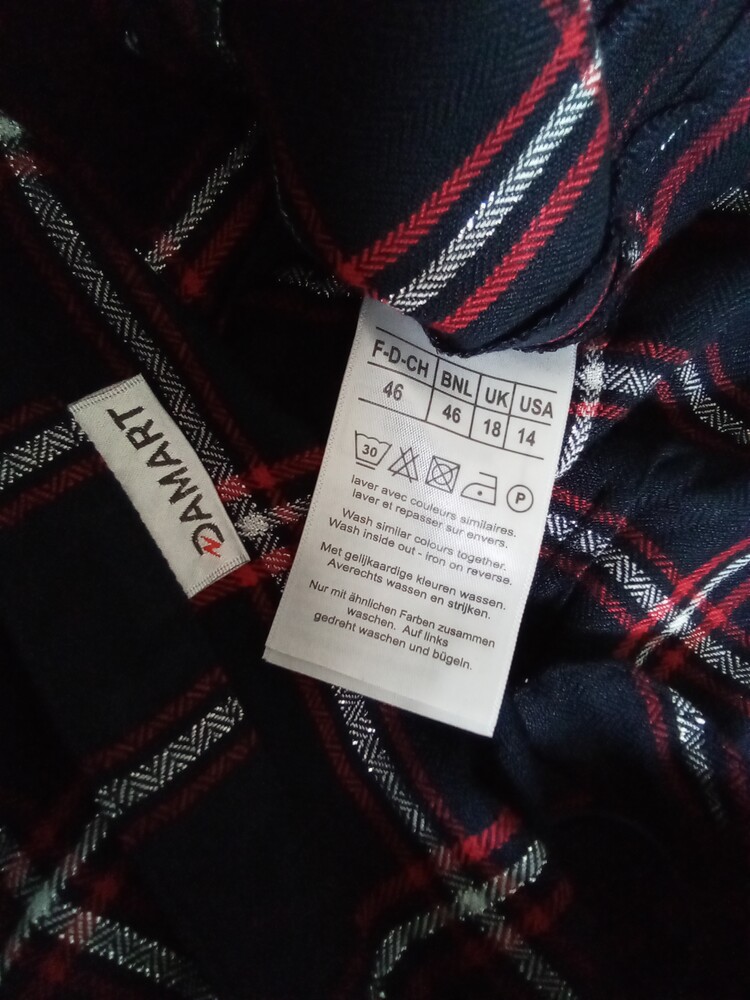 DAMART
F-D-CH BNL UK USA
46 46 18 14
30 P
laver avec couleurs similaires.
laver et repasser sur envers.
Wash similar colours together.
Wash inside out - iron on reverse.
Met gelijkaardige kleuren wassen.
Averechts wassen en strijken.
Nur mit ähnlichen Farben zusammen
waschen. Auf links
gedreht waschen und bügeln.